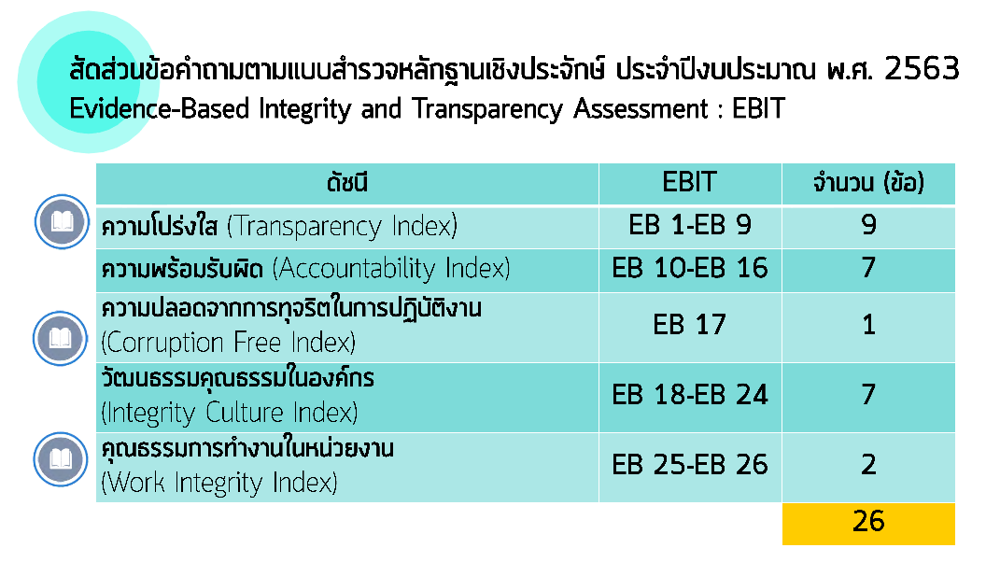 สัดส่วนข้อคำถามตามแบบสำรวจหลักฐานเชิงประจักษ์ ประจำปีงบประมาณ พ.ศ. 2563
Evidence-Based Integrity and Transparency Assessment : EBIT
ดัชนี EBIT จำนวน (ข้อ)
ความโปร่งใส (Transparency Index) EB 1-EB 9 9
ความพร้อมรับผิด (Accountability Index) EB 10-EB 16 7
ความปลอดจากการทุจริตในการปฏิบัติงาน
(Corruption Free Index) EB 17 1
วัฒนธรรมคุณธรรมในองค์กร
(Integrity Culture Index) EB 18-EB 24 7
คุณธรรมการทำงานในหน่วยงาน
(Work Integrity Index) EB 25-EB 26 2
26